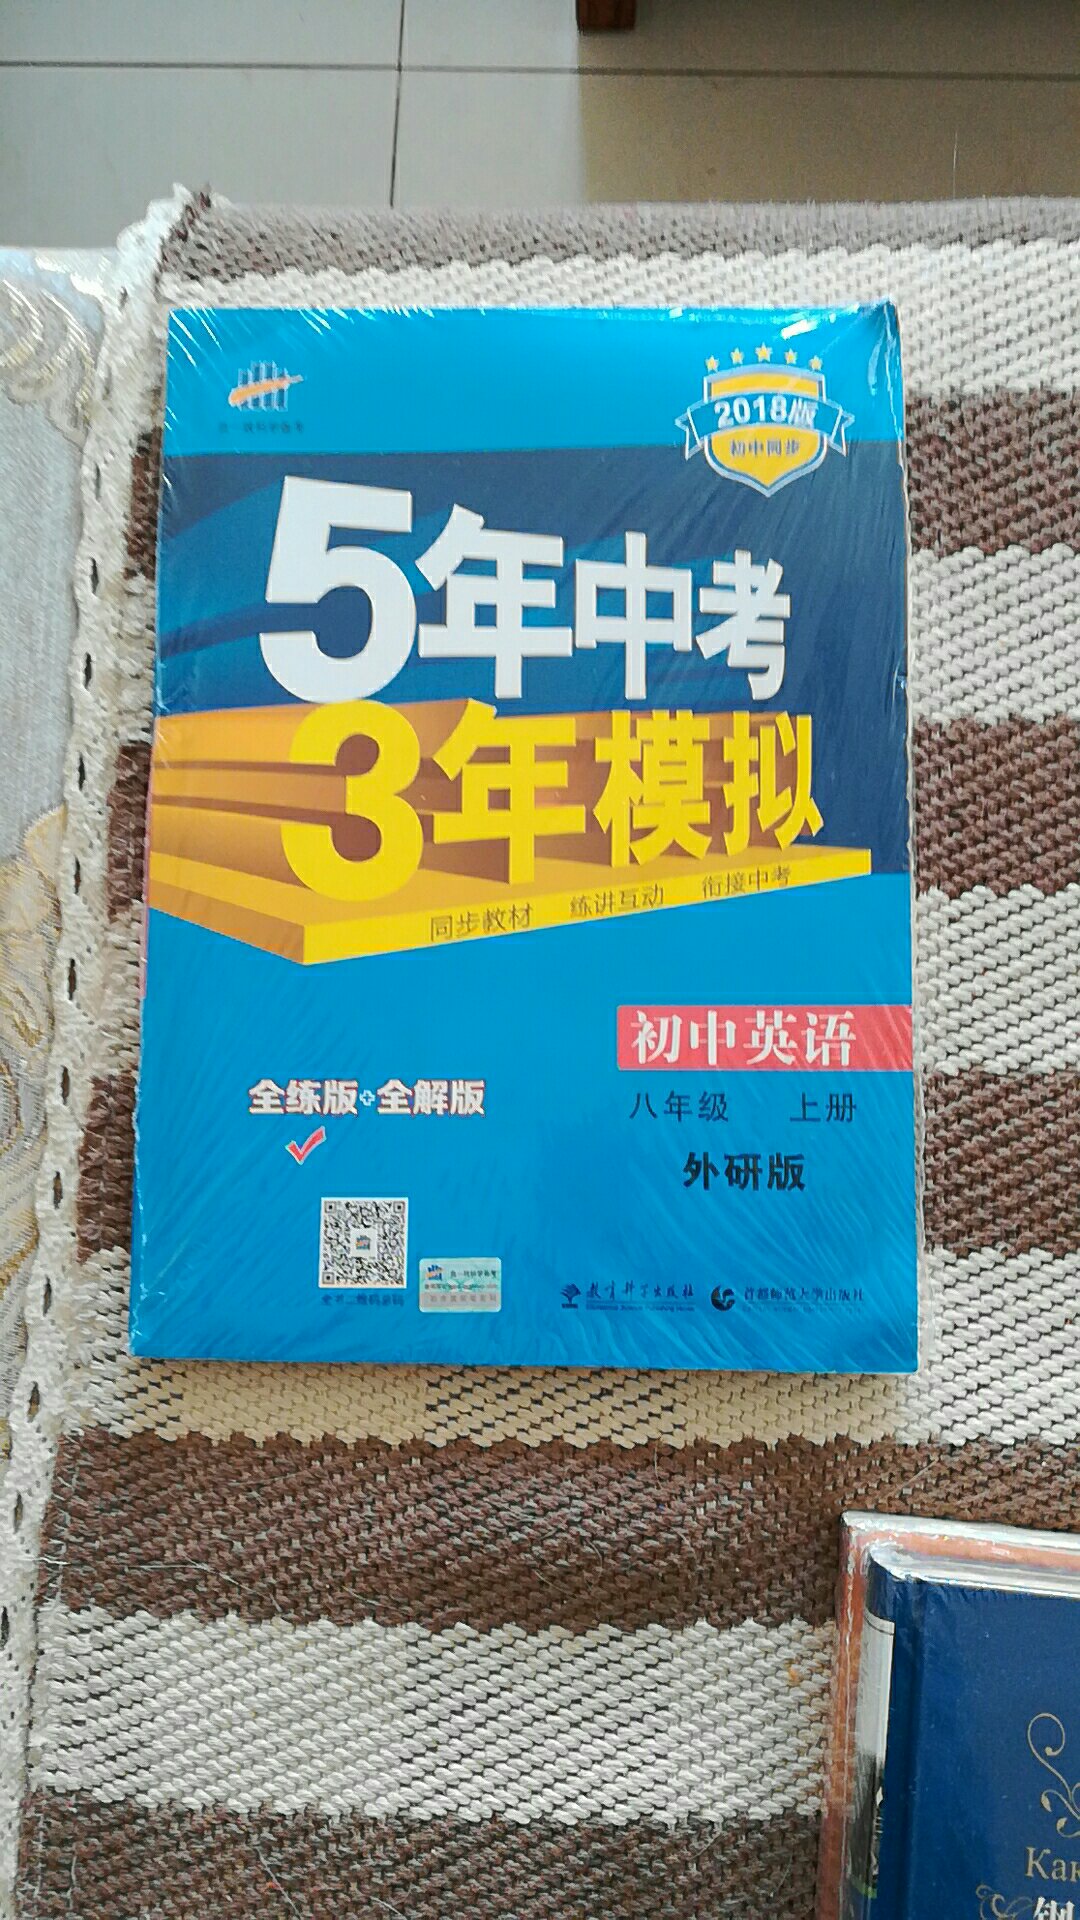 2018版
初中同步
5年中考
3年模拟
同步教材 练讲互动 衔接中考
初中英语
全练版+全解版
八年级 上册
外研版
教育科学出版社 首都师范大学出版社
Как
钢